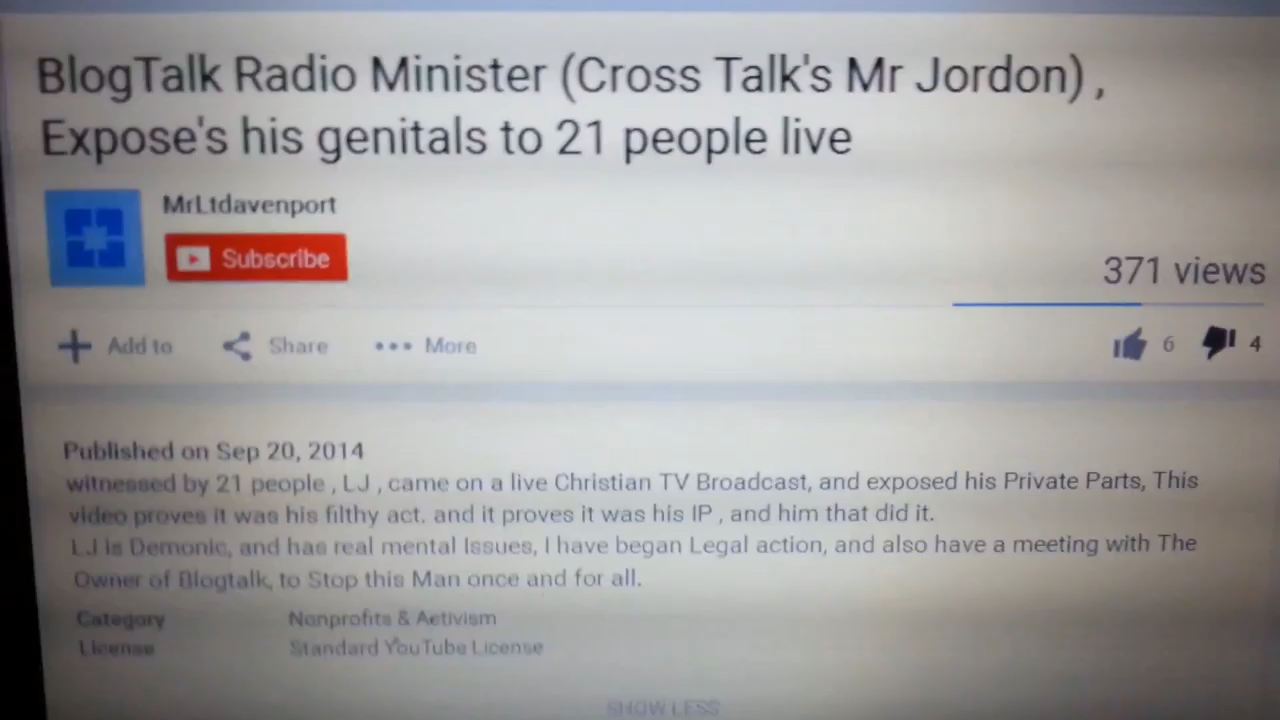 BlogTalk Radio Minister (Cross Talk's Mr Jordon) ,
Expose's his genitals to 21 people live
MrLtdavenport
Subscribe
371 views
Add to Share More 6 4
Published on Sep 20, 2014
witnessed by 21 people , LJ , came on a live Christian TV Broadcast, and exposed his Private Parts, This
video proves it was his filthy act. and it proves it was his IP , and him that did it.
LJ is Demonic, and has real mental Issues, I have began Legal action, and also have a meeting with The
Owner of Blogtalk, to Stop this Man once and for all.
Category Nonprofits & Activism
License Standard YouTube License
SHOW LESS